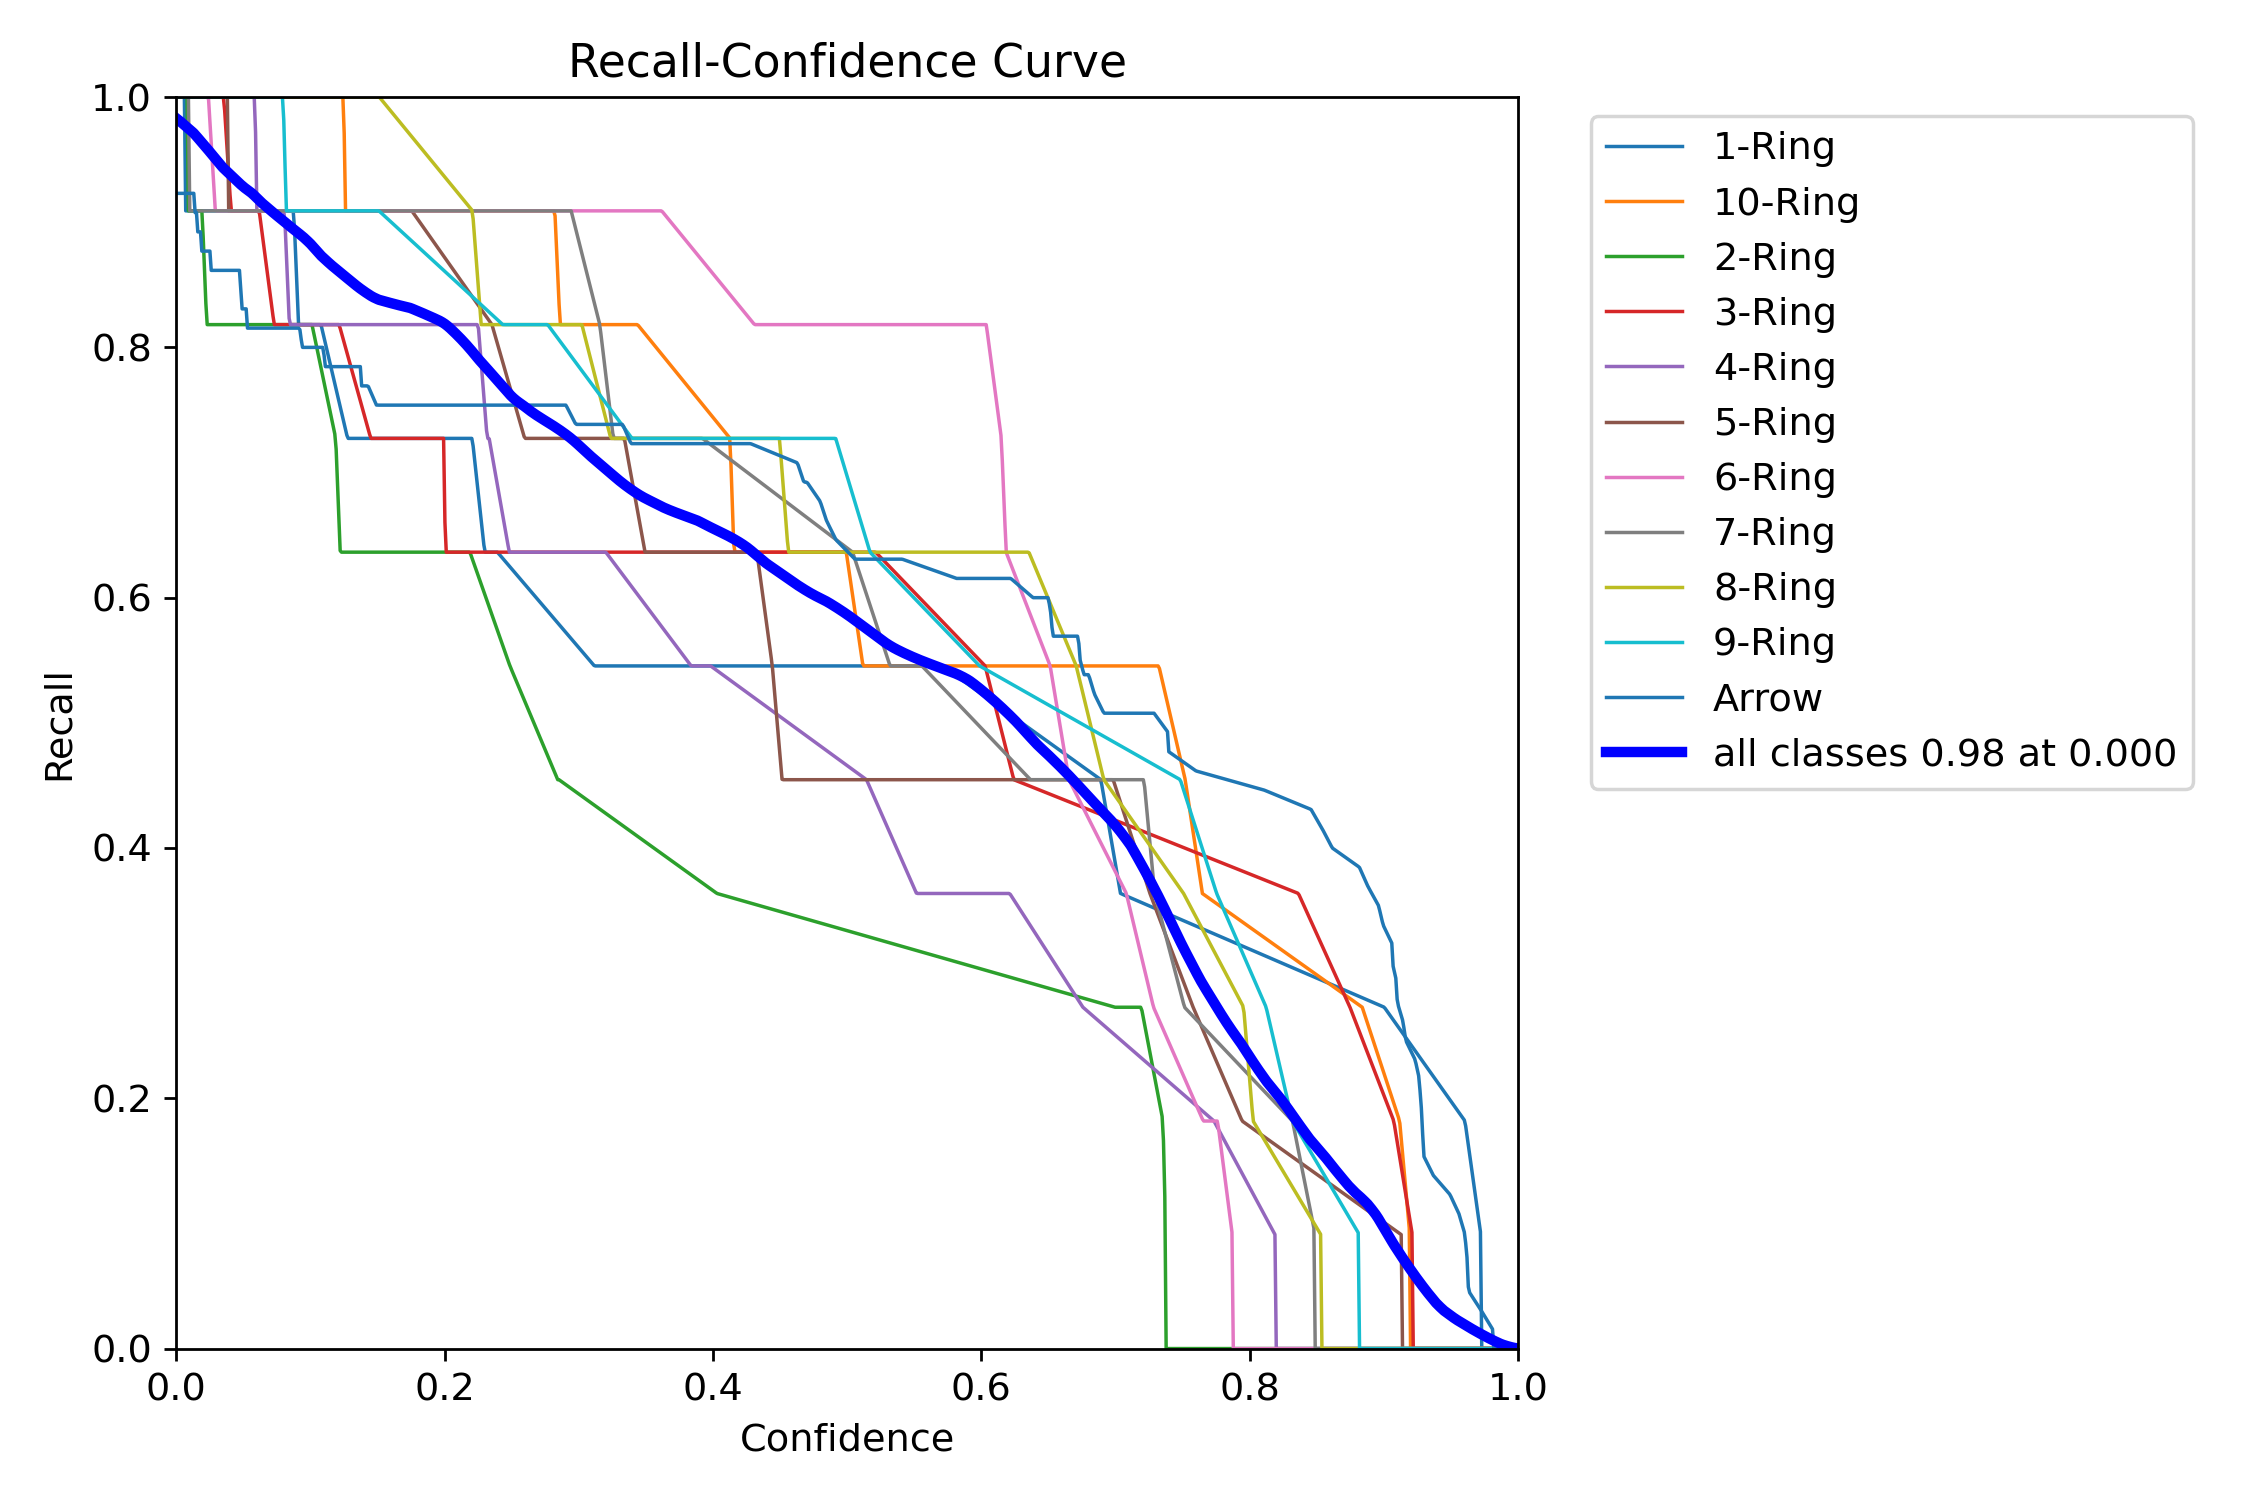 Recall-Confidence Curve
1.0
0.8
0.6
0.4
0.2
0.0
Recall
0.0 0.2 0.4 0.6 0.8 1.0
Confidence
1-Ring
10-Ring
2-Ring
3-Ring
4-Ring
5-Ring
6-Ring
7-Ring
8-Ring
9-Ring
Arrow
all classes 0.98 at 0.000